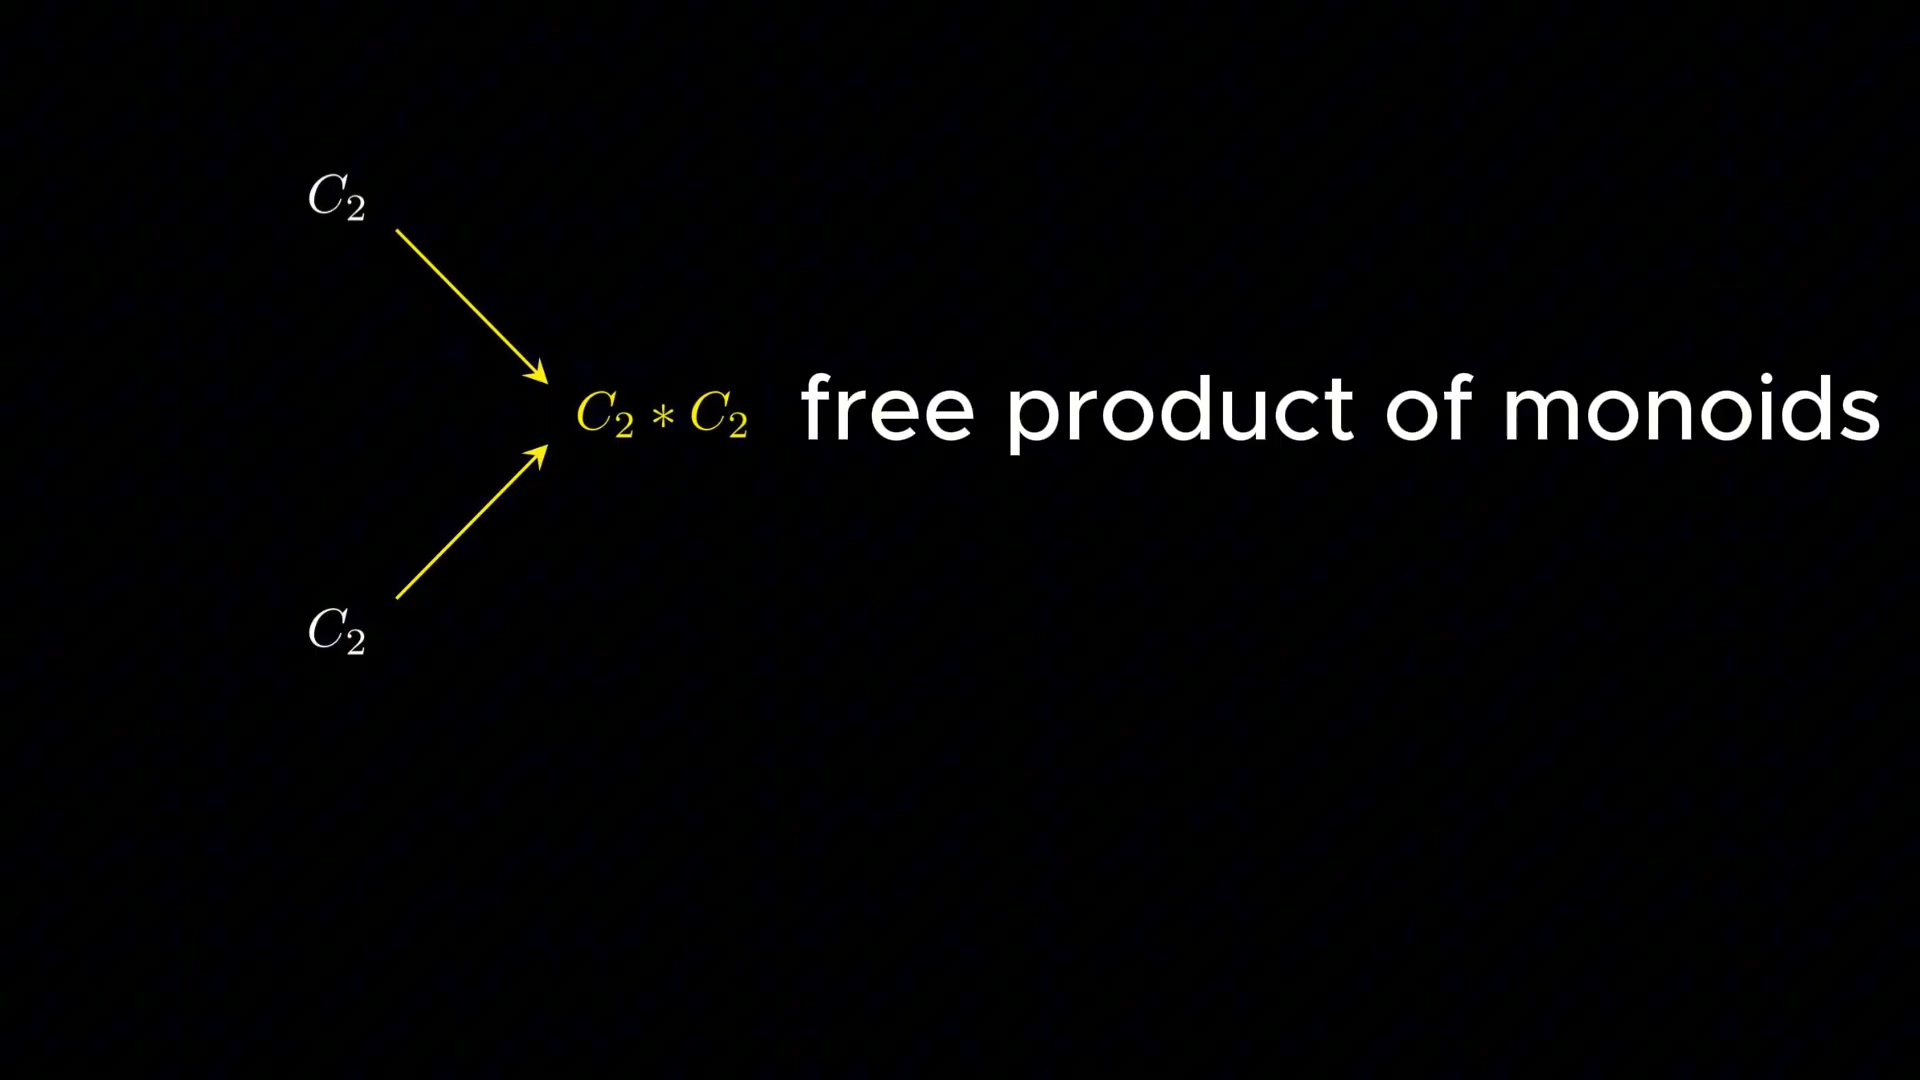 C₂
C₂ * C₂ free product of monoids
C₂